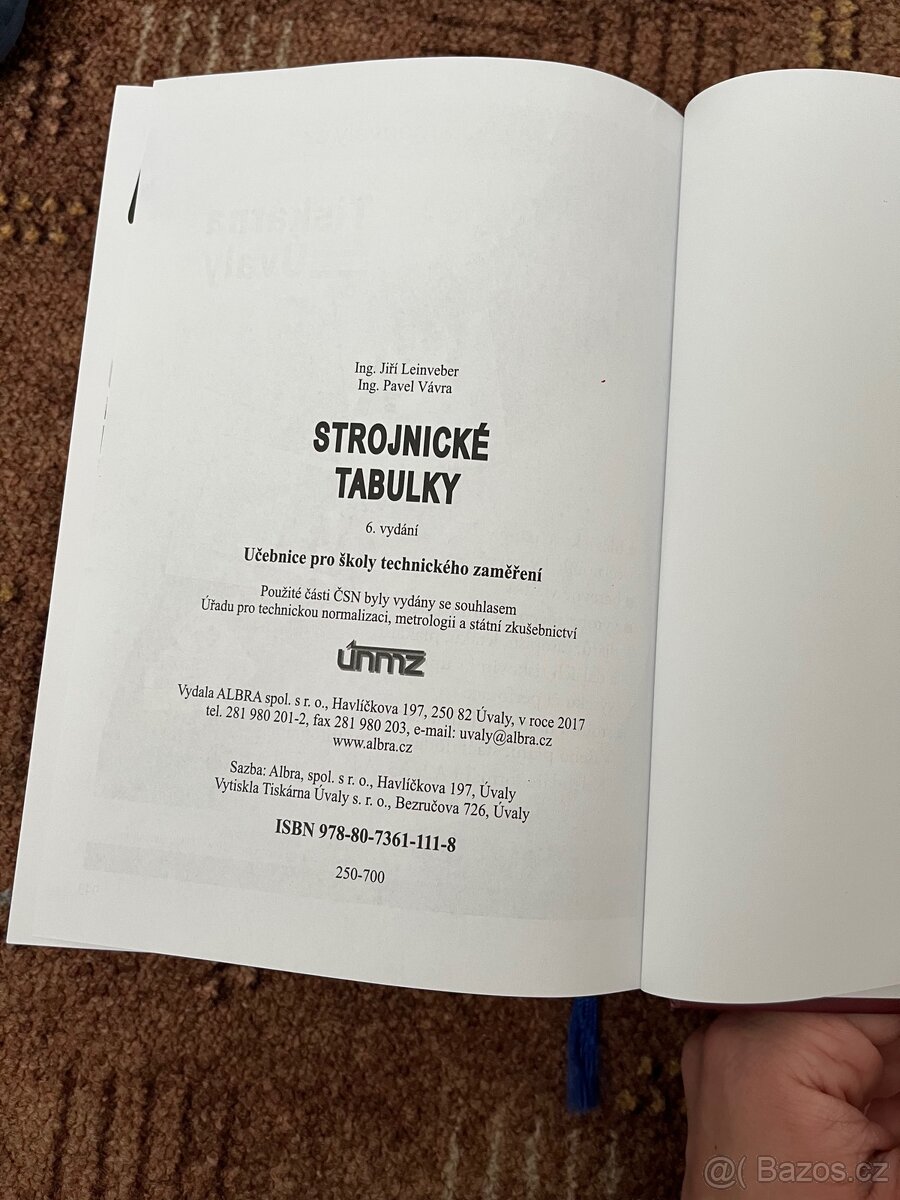 Ing. Jiří Leinveber
Ing. Pavel Vávra
STROJNICKÉ
TABULKY
6. vydání
Učebnice pro školy technického zaměření
Použité části ČSN byly vydány se souhlasem
Úřadu pro technickou normalizaci, metrologii a státní zkušebnictví
únmz
Vydala ALBRA spol. s r. o., Havlíčkova 197, 250 82 Úvaly, v roce 2017
tel. 281 980 201-2, fax 281 980 203, e-mail: uvaly@albra.cz
www.albra.cz
Sazba: Albra, spol. s r. o., Havlíčkova 197, Úvaly
Vytiskla Tiskárna Úvaly s. r. o., Bezručova 726, Úvaly
ISBN 978-80-7361-111-8
250-700
@( Bazos.cz